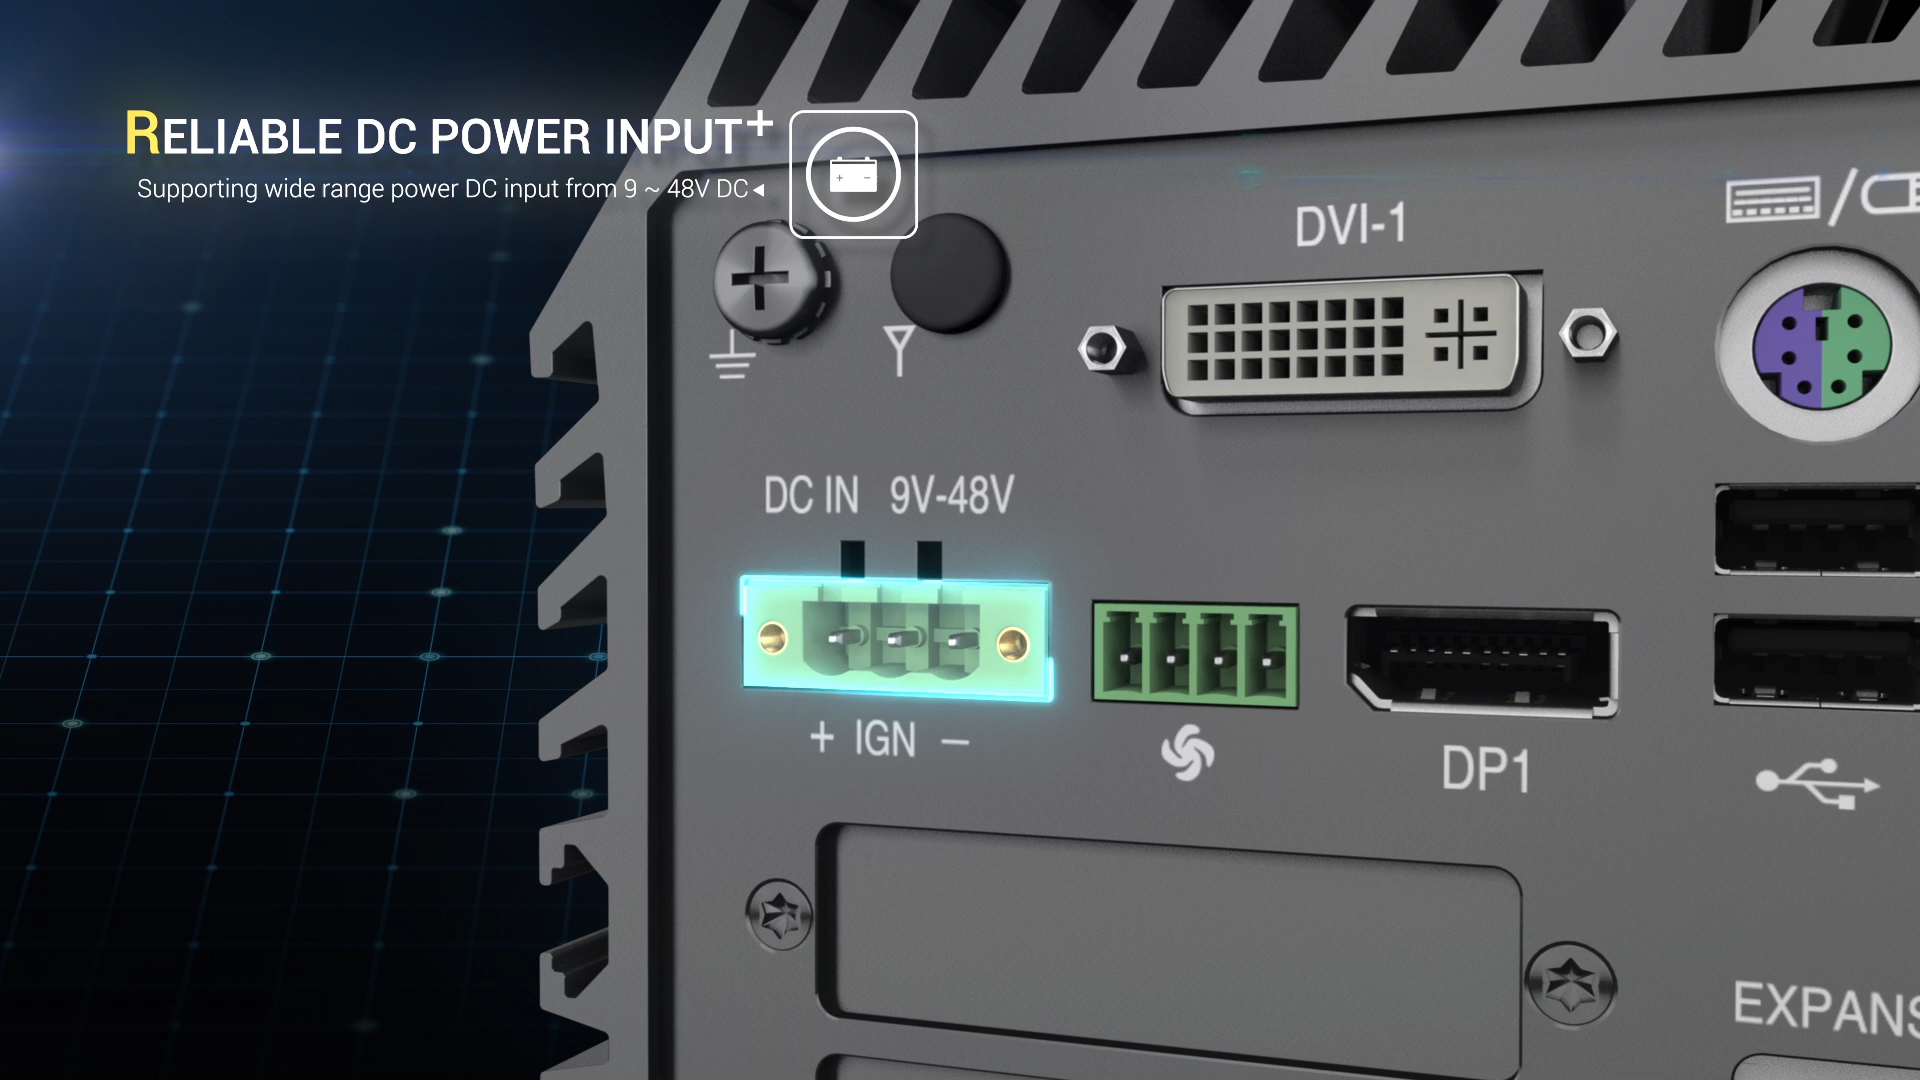 RELIABLE DC POWER INPUT+
Supporting wide range power DC input from 9 ~ 48V DC
DVI-1
DC IN 9V-48V
+ IGN −
DP1